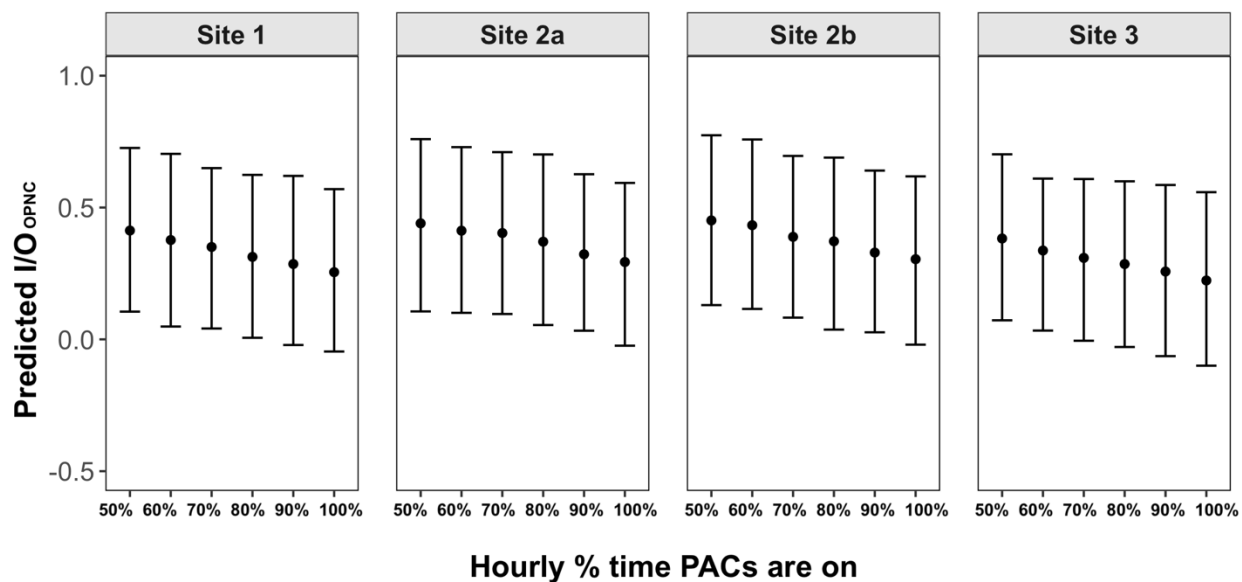 Site 1 Site 2a Site 2b Site 3
1.0
0.5
0.0
-0.5
Predicted I/O OPNC
50% 60% 70% 80% 90% 100% 50% 60% 70% 80% 90% 100% 50% 60% 70% 80% 90% 100% 50% 60% 70% 80% 90% 100%
Hourly % time PACs are on